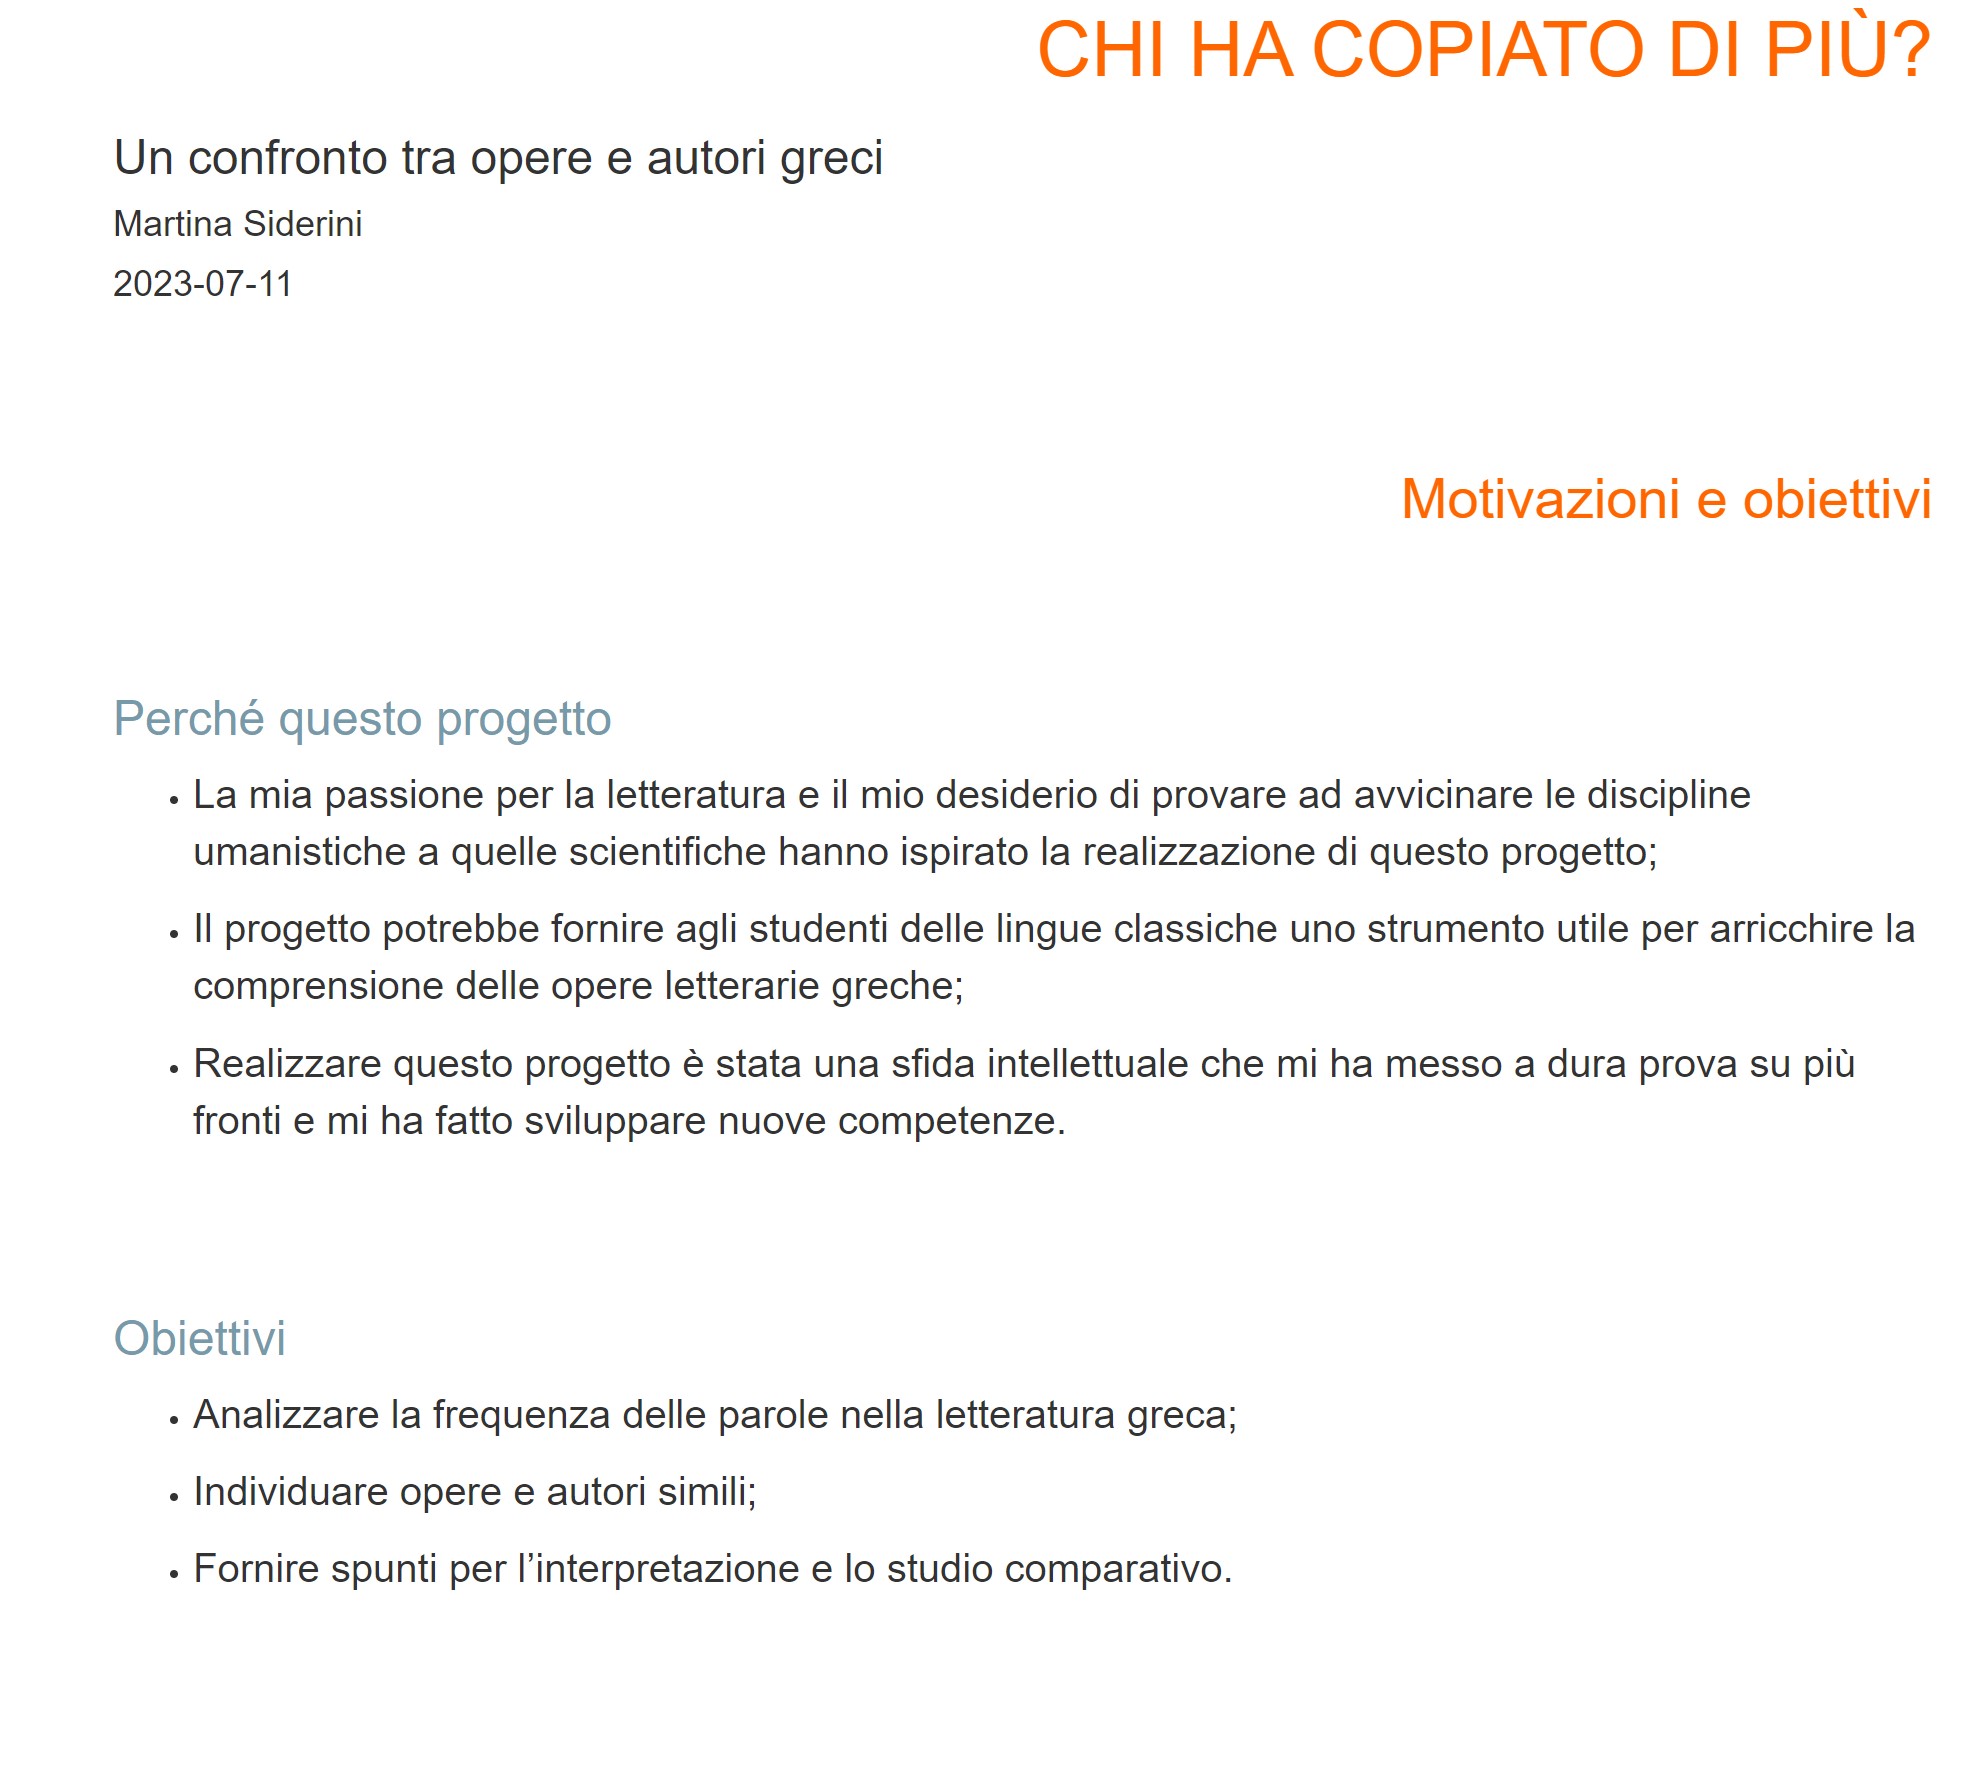 CHI HA COPIATO DI PIÙ?
Un confronto tra opere e autori greci
Martina Siderini
2023-07-11
Motivazioni e obiettivi
Perché questo progetto
• La mia passione per la letteratura e il mio desiderio di provare ad avvicinare le discipline
umanistiche a quelle scientifiche hanno ispirato la realizzazione di questo progetto;
• Il progetto potrebbe fornire agli studenti delle lingue classiche uno strumento utile per arricchire la
comprensione delle opere letterarie greche;
• Realizzare questo progetto è stata una sfida intellettuale che mi ha messo a dura prova su più
fronti e mi ha fatto sviluppare nuove competenze.
Obiettivi
• Analizzare la frequenza delle parole nella letteratura greca;
• Individuare opere e autori simili;
• Fornire spunti per l’interpretazione e lo studio comparativo.